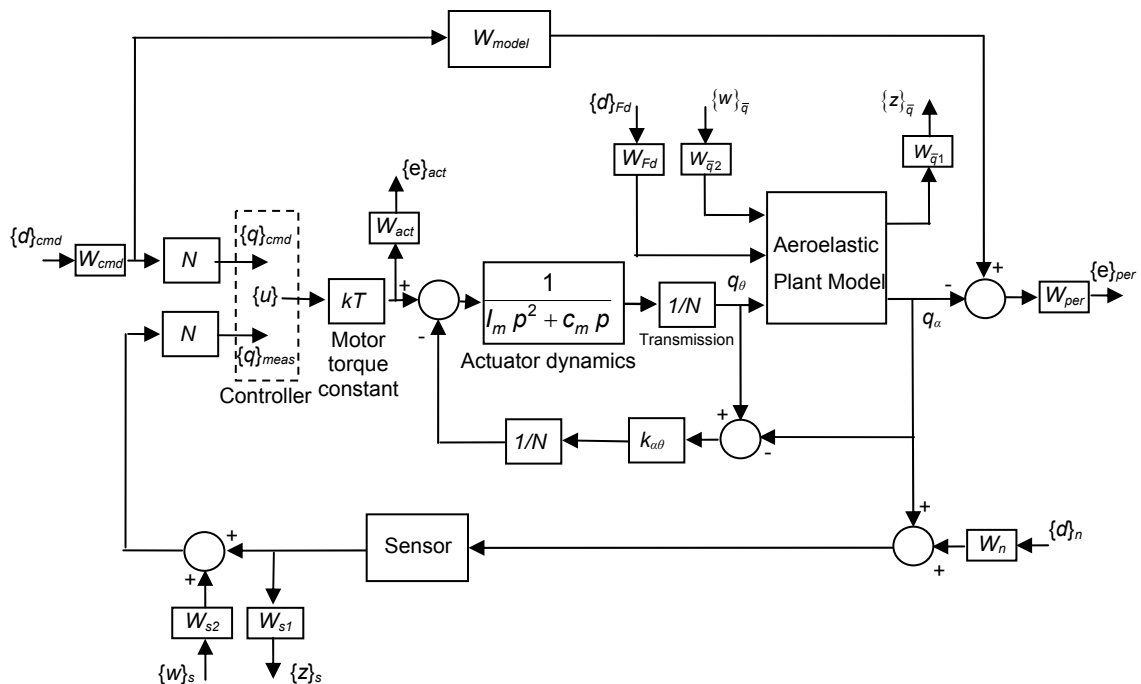 W_model
{d}_Fd
{w}_q̅
{z}_q̅
W_Fd
W_q̅2
W_q̅1
{e}_act
W_act
Aeroelastic
Plant Model
{d}_cmd
W_cmd
N
{q}_cmd
{u}
kT
+
-
1
I_m p² + c_m p
1/N
q_θ
+
-
q_α
W_per
{e}_per
N
{q}_meas
Controller
Motor
torque
constant
Actuator dynamics
Transmission
1/N
k_αθ
+
-
Sensor
+
+
W_n
{d}_n
+
+
W_s2
W_s1
{w}_s
{z}_s